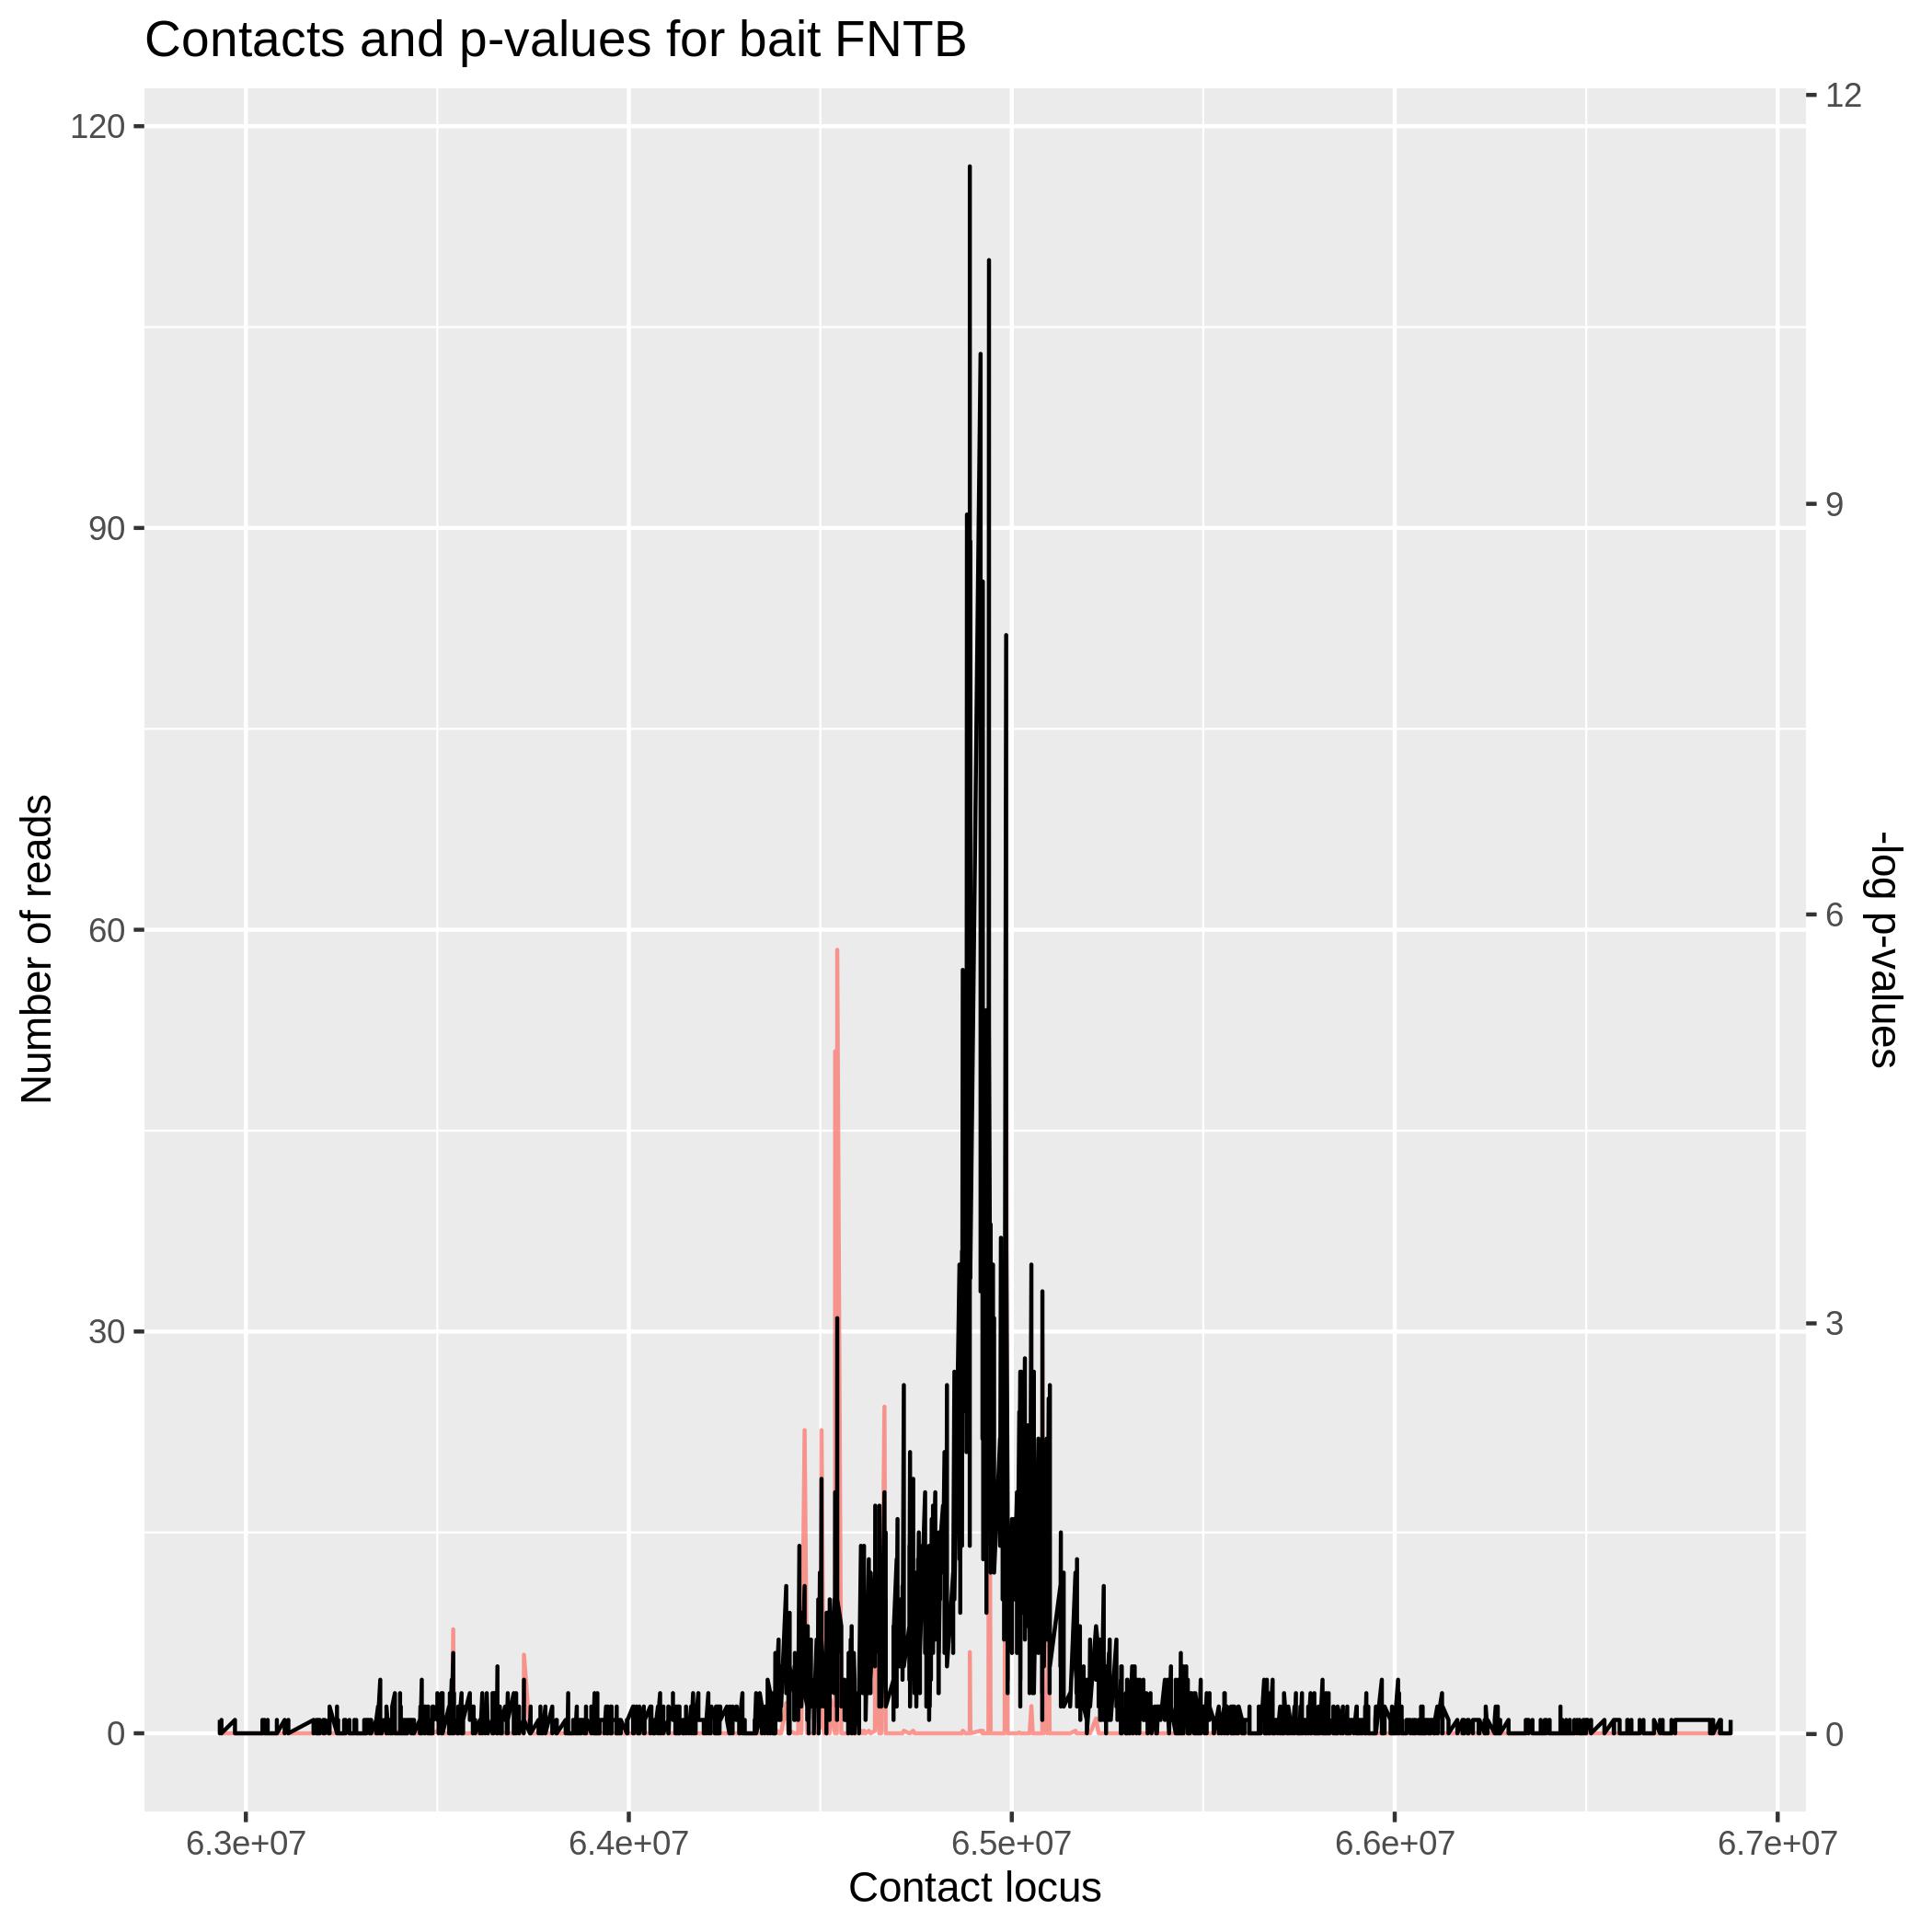 Contacts and p-values for bait FNTB
120
90
60
30
0
Number of reads
12
9
6
3
0
-log p-values
6.3e+07
6.4e+07
6.5e+07
6.6e+07
6.7e+07
Contact locus